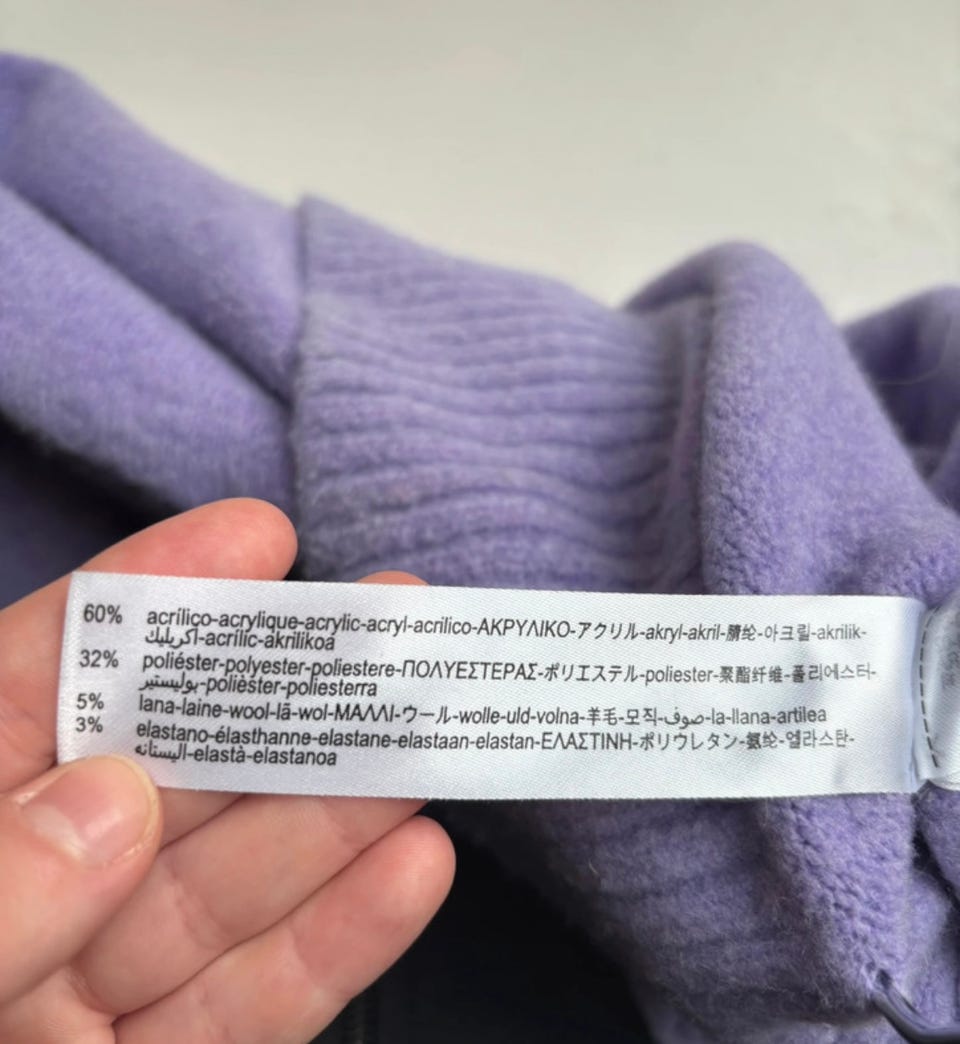 60% acrílico-acrylique-acrylic-acryl-acrilico-ΑΚΡΥΛΙΚΟ-アクリル-akryl-akril-腈纶-아크릴-akrilik-
اكريليك-acrílic-akrilikoa
32% poliéster-polyester-poliestere-ΠΟΛΥΕΣΤΕΡΑΣ-ポリエステル-poliester-聚酯纤维-폴리에스터-
بوليستير-polièster-poliesterra
5% lana-laine-wool-lã-wol-ΜΑΛΛΙ-ウール-wolle-uld-volna-羊毛-모직-صوف-la-llana-artilea
3% elastano-élasthanne-elastane-elastaan-elastan-ΕΛΑΣΤΙΝΗ-ポリウレタン-氨纶-엘라스탄-
اليستانه-elastà-elastanoa